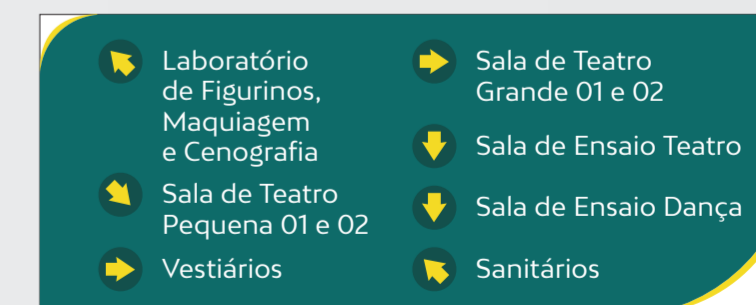 Laboratório
de Figurinos,
Maquiagem
e Cenografia
Sala de Teatro
Pequena 01 e 02
Vestiários
Sala de Teatro
Grande 01 e 02
Sala de Ensaio Teatro
Sala de Ensaio Dança
Sanitários